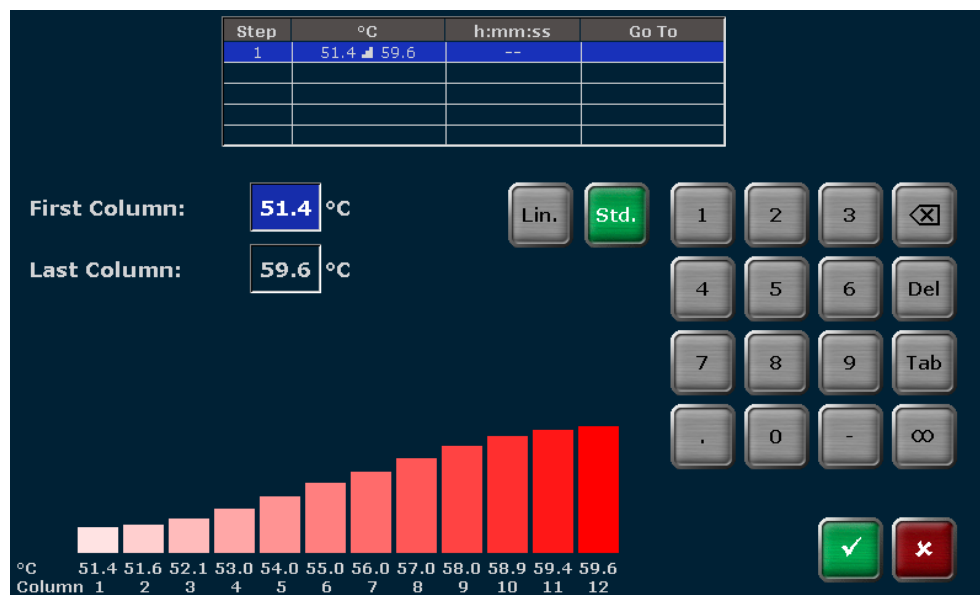 Step °C h:mm:ss Go To
1 51.4 59.6 --
First Column: 51.4 °C
Last Column: 59.6 °C
Lin. Std.
1 2 3
4 5 6 Del
7 8 9 Tab
. 0 - ∞
°C 51.4 51.6 52.1 53.0 54.0 55.0 56.0 57.0 58.0 58.9 59.4 59.6
Column 1 2 3 4 5 6 7 8 9 10 11 12